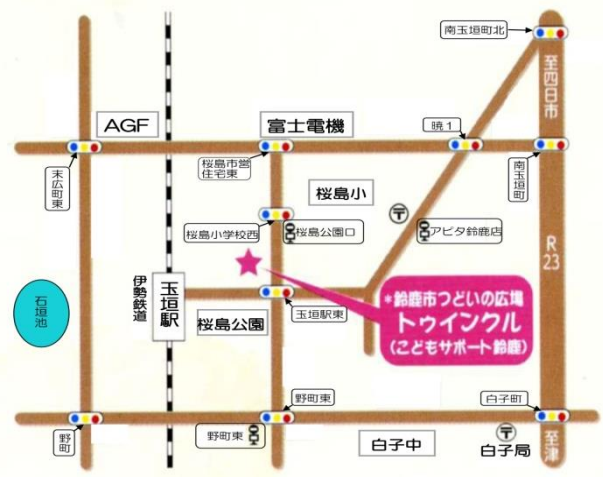 南玉垣町北
至四日市
AGF
富士電機
暁1
末広町東
桜島市営
住宅東
南玉垣
町
桜島小
〒
桜島小学校西
桜島公園口
アピタ鈴鹿店
R
23
石垣池
伊勢鉄道
玉垣駅
桜島公園
玉垣駅東
*鈴鹿市つどいの広場
トゥインクル
(こどもサポート鈴鹿)
野町東
白子町
野町
野町東
白子中
〒
白子局
至津